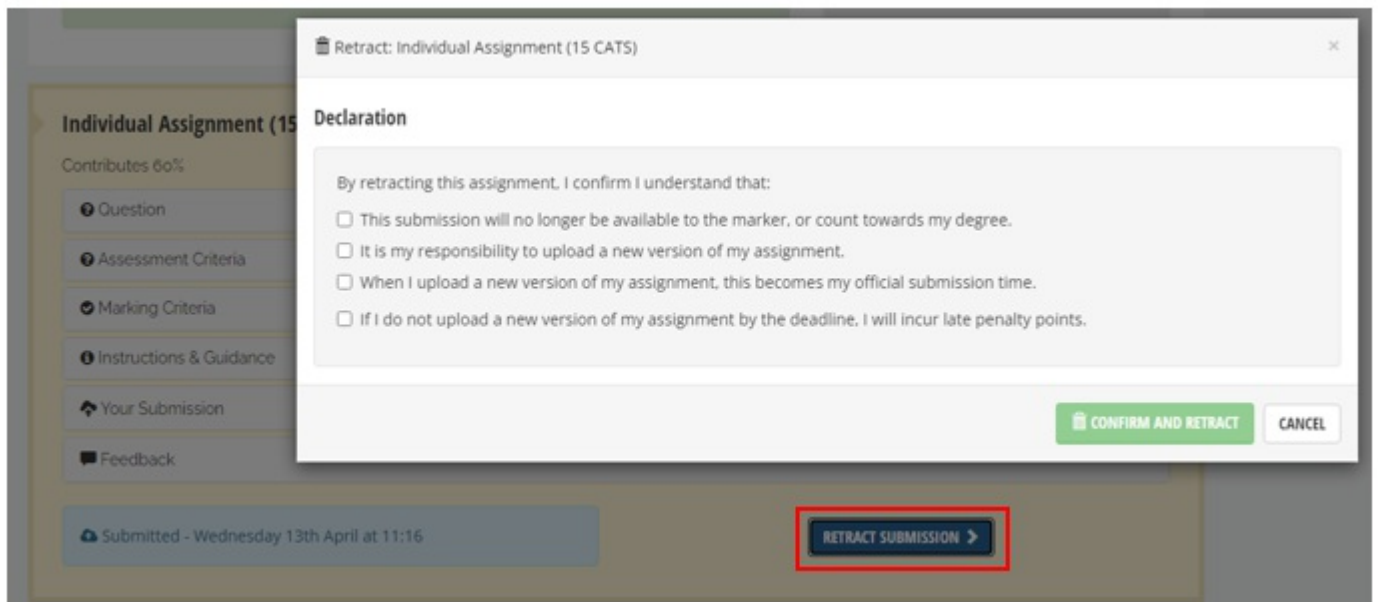 Retract: Individual Assignment (15 CATS)
×
Declaration
By retracting this assignment, I confirm I understand that:
This submission will no longer be available to the marker, or count towards my degree.
It is my responsibility to upload a new version of my assignment.
When I upload a new version of my assignment, this becomes my official submission time.
If I do not upload a new version of my assignment by the deadline, I will incur late penalty points.
CONFIRM AND RETRACT
CANCEL
Individual Assignment (15
Contributes 60%
Question
Assessment Criteria
Marking Criteria
Instructions & Guidance
Your Submission
Feedback
Submitted - Wednesday 13th April at 11:16
RETRACT SUBMISSION